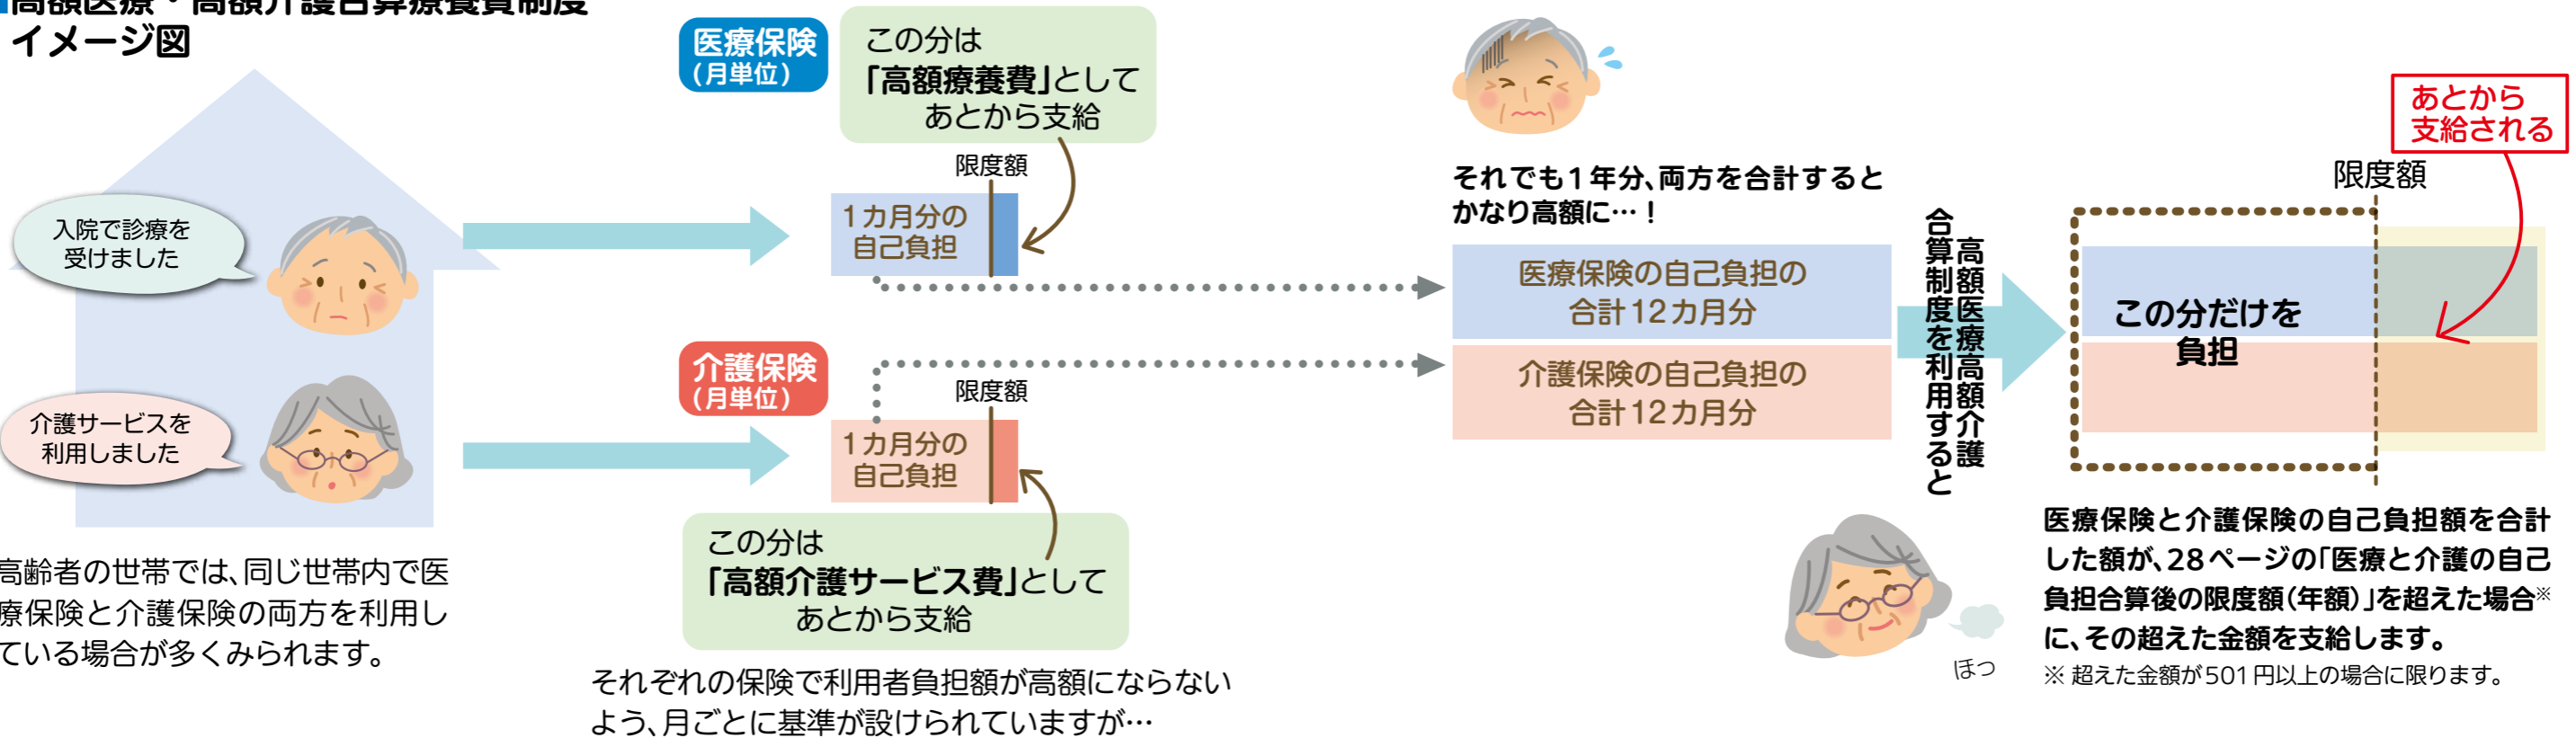 高額医療・高額介護合算療養費制度
イメージ図
入院で診療を
受けました
介護サービスを
利用しました
高齢者の世帯では、同じ世帯内で医
療保険と介護保険の両方を利用し
ている場合が多くみられます。
医療保険
(月単位)
この分は
「高額療養費」として
あとから支給
限度額
1カ月分の
自己負担
介護保険
(月単位)
限度額
1カ月分の
自己負担
この分は
「高額介護サービス費」として
あとから支給
それぞれの保険で利用者負担額が高額にならない
よう、月ごとに基準が設けられていますが…
それでも1年分、両方を合計すると
かなり高額に…！
医療保険の自己負担の
合計12カ月分
介護保険の自己負担の
合計12カ月分
高額医療高額介護
合算制度を利用すると
あとから
支給される
限度額
この分だけを
負担
ほっ
医療保険と介護保険の自己負担額を合計
した額が、28ページの「医療と介護の自己
負担合算後の限度額(年額)」を超えた場合※
に、その超えた金額を支給します。
※ 超えた金額が501円以上の場合に限ります。